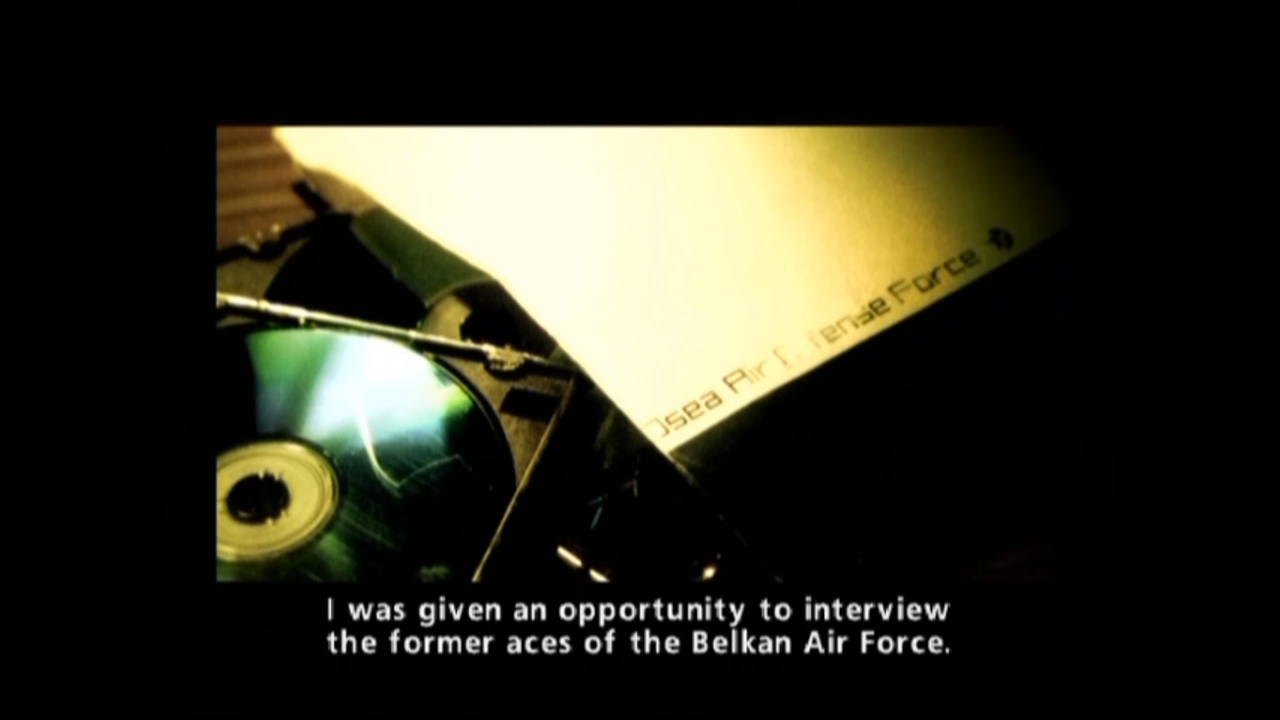 Osea Air Defense Force
I was given an opportunity to interview
the former aces of the Belkan Air Force.